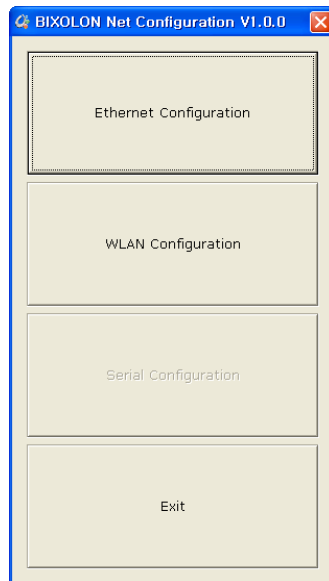 BIXOLON Net Configuration V1.0.0
Ethernet Configuration
WLAN Configuration
Serial Configuration
Exit